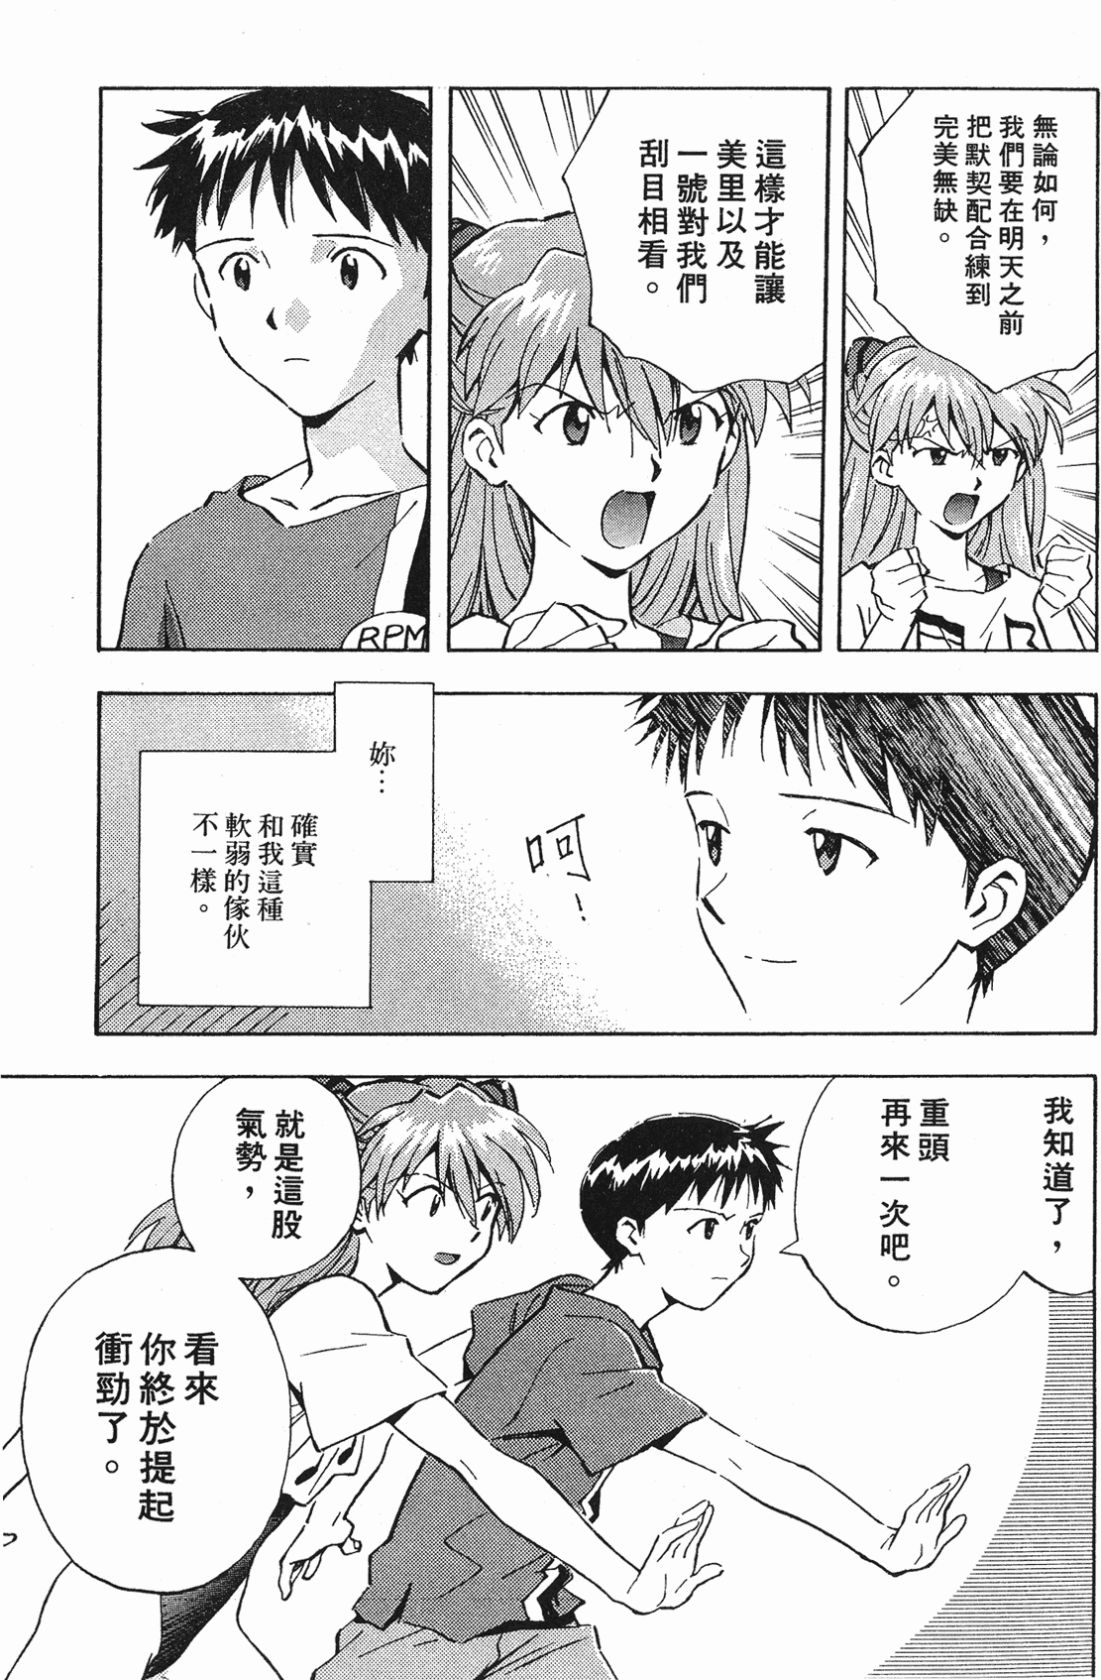 無論如何，
我們要在明天之前
把默契配合練到
完美無缺。
這樣才能讓
美里以及
一號對我們
刮目相看。
RPM
呵…
妳…
確實
和我這種
軟弱的傢伙
不一樣。
我知道了，
重頭
再來一次吧。
就是這股
氣勢，
看來
你終於提起
衝勁了。